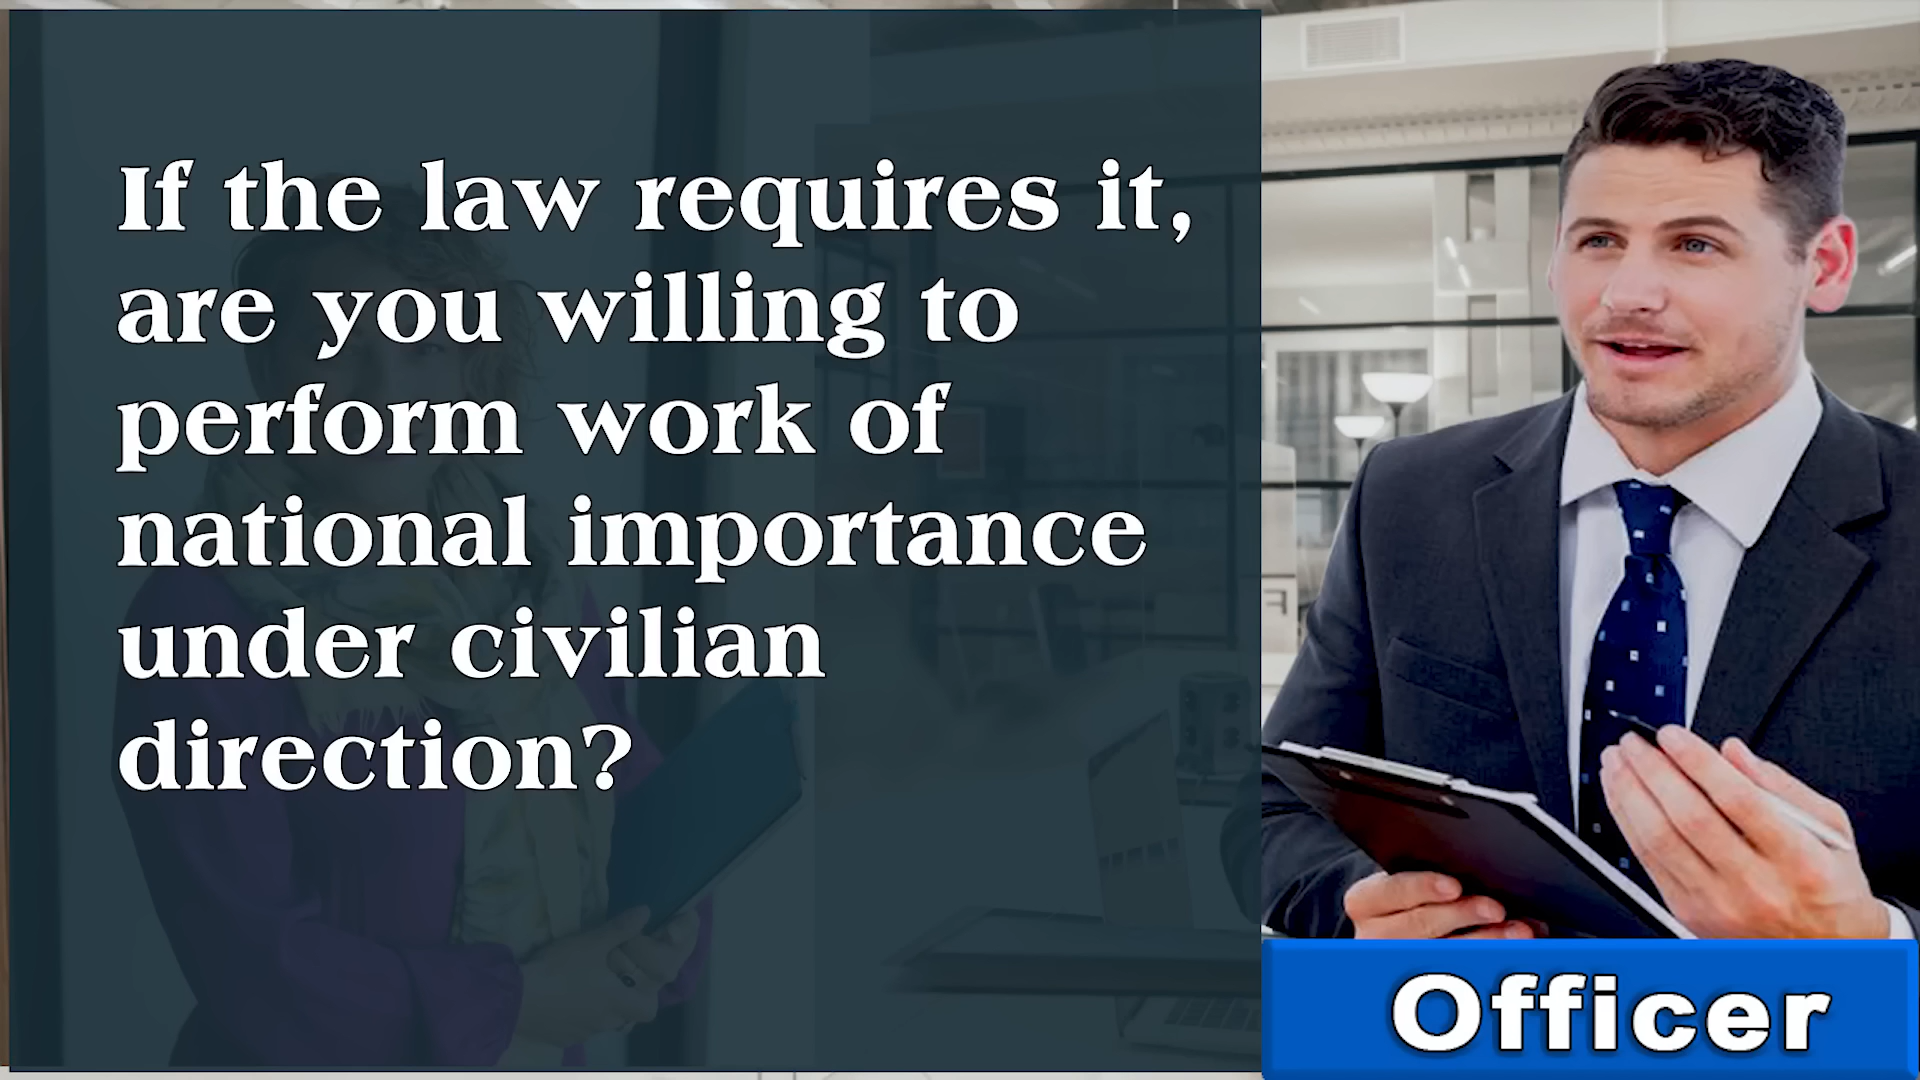 If the law requires it,
are you willing to
perform work of
national importance
under civilian
direction?
Officer